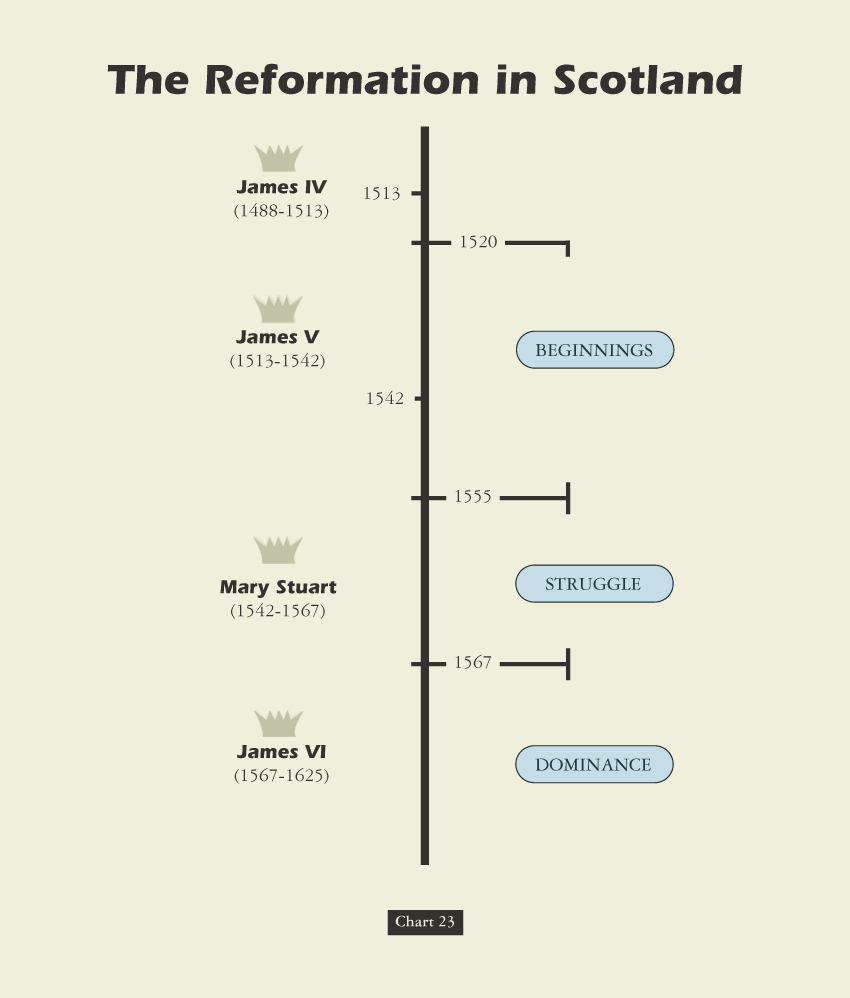 The Reformation in Scotland
James IV
(1488-1513)
1513
1520
James V
(1513-1542)
BEGINNINGS
1542
1555
Mary Stuart
(1542-1567)
STRUGGLE
1567
James VI
(1567-1625)
DOMINANCE
Chart 23